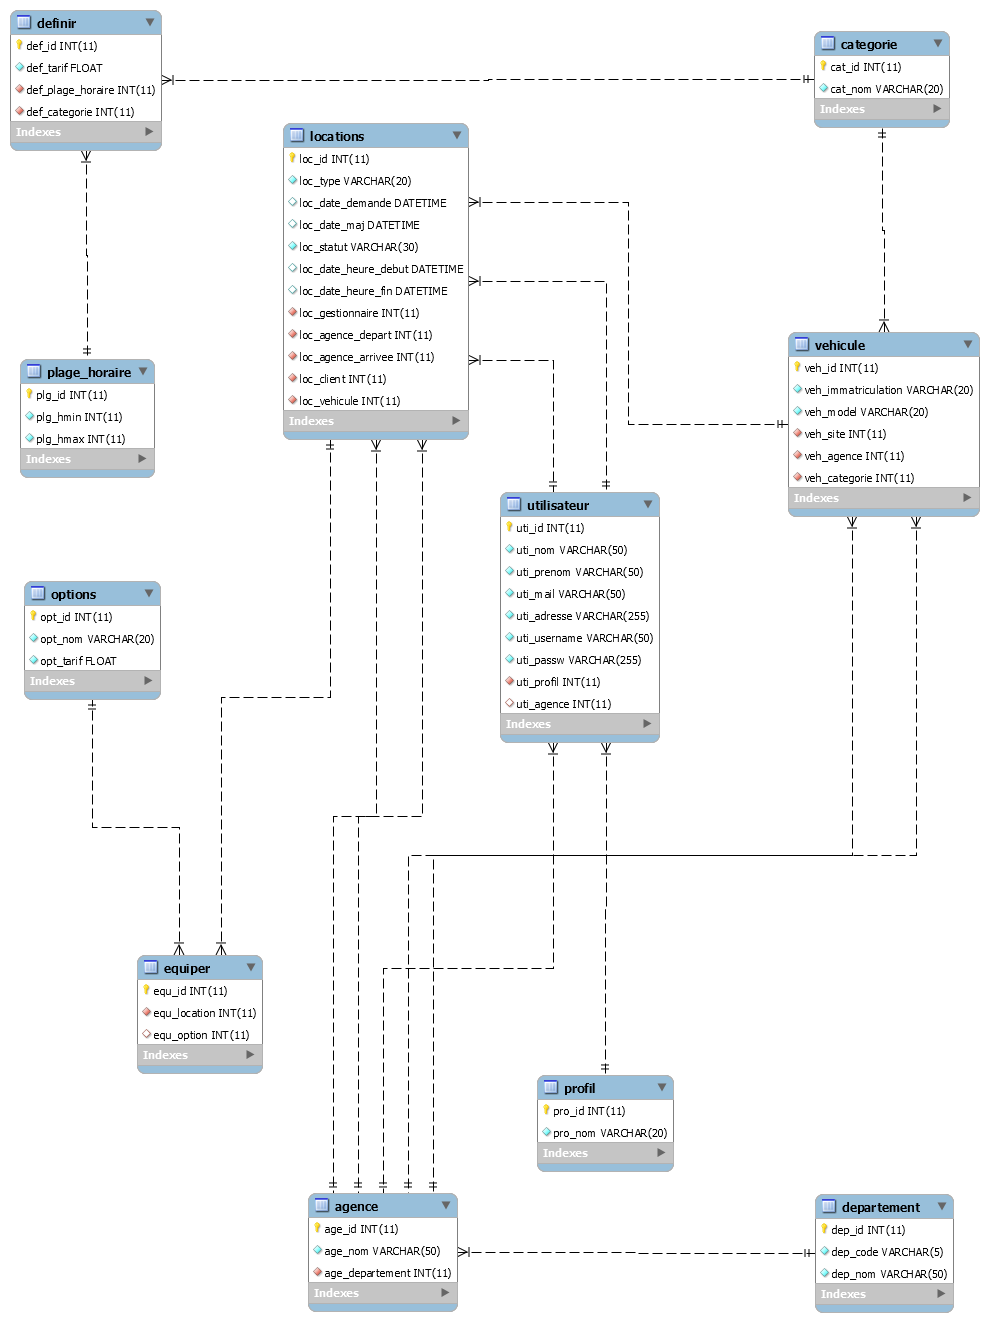 definir
def_id INT(11)
def_tarif FLOAT
def_plage_horaire INT(11)
def_categorie INT(11)
Indexes
categorie
cat_id INT(11)
cat_nom VARCHAR(20)
Indexes
locations
loc_id INT(11)
loc_type VARCHAR(20)
loc_date_demande DATETIME
loc_date_maj DATETIME
loc_statut VARCHAR(30)
loc_date_heure_debut DATETIME
loc_date_heure_fin DATETIME
loc_gestionnaire INT(11)
loc_agence_depart INT(11)
loc_agence_arrivee INT(11)
loc_client INT(11)
loc_vehicule INT(11)
Indexes
plage_horaire
plg_id INT(11)
plg_hmin INT(11)
plg_hmax INT(11)
Indexes
vehicule
veh_id INT(11)
veh_immatriculation VARCHAR(20)
veh_model VARCHAR(20)
veh_site INT(11)
veh_agence INT(11)
veh_categorie INT(11)
Indexes
utilisateur
uti_id INT(11)
uti_nom VARCHAR(50)
uti_prenom VARCHAR(50)
uti_mail VARCHAR(50)
uti_adresse VARCHAR(255)
uti_username VARCHAR(50)
uti_passw VARCHAR(255)
uti_profil INT(11)
uti_agence INT(11)
Indexes
options
opt_id INT(11)
opt_nom VARCHAR(20)
opt_tarif FLOAT
Indexes
equiper
equ_id INT(11)
equ_location INT(11)
equ_option INT(11)
Indexes
profil
pro_id INT(11)
pro_nom VARCHAR(20)
Indexes
agence
age_id INT(11)
age_nom VARCHAR(50)
age_departement INT(11)
Indexes
departement
dep_id INT(11)
dep_code VARCHAR(5)
dep_nom VARCHAR(50)
Indexes